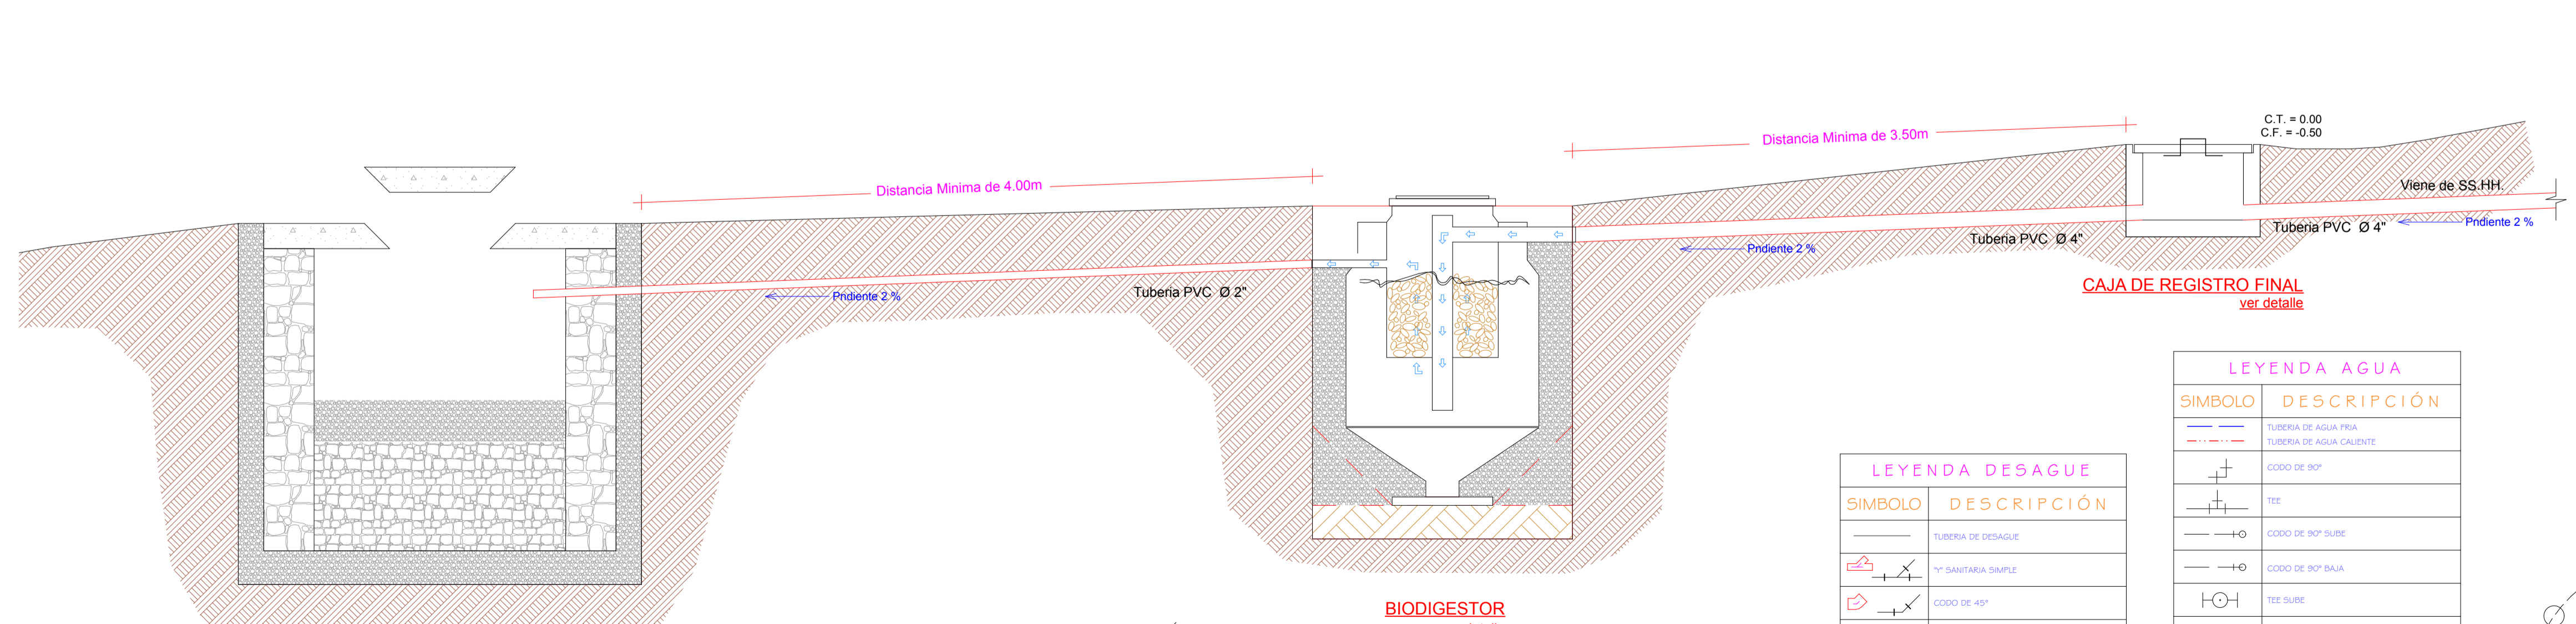 C.T. = 0.00
C.F. = -0.50
Distancia Minima de 3.50m
Distancia Minima de 4.00m
Viene de SS.HH.
Pndiente 2 %
Tuberia PVC Ø 4"
Tuberia PVC Ø 4"
Pndiente 2 %
Tuberia PVC Ø 2"
Pndiente 2 %
CAJA DE REGISTRO FINAL
ver detalle
BIODIGESTOR
LEYENDA DESAGUE
SIMBOLO DESCRIPCIÓN
TUBERIA DE DESAGUE
"Y" SANITARIA SIMPLE
CODO DE 45°
LEYENDA AGUA
SIMBOLO DESCRIPCIÓN
TUBERIA DE AGUA FRIA
TUBERIA DE AGUA CALIENTE
CODO DE 90°
TEE
CODO DE 90° SUBE
CODO DE 90° BAJA
TEE SUBE